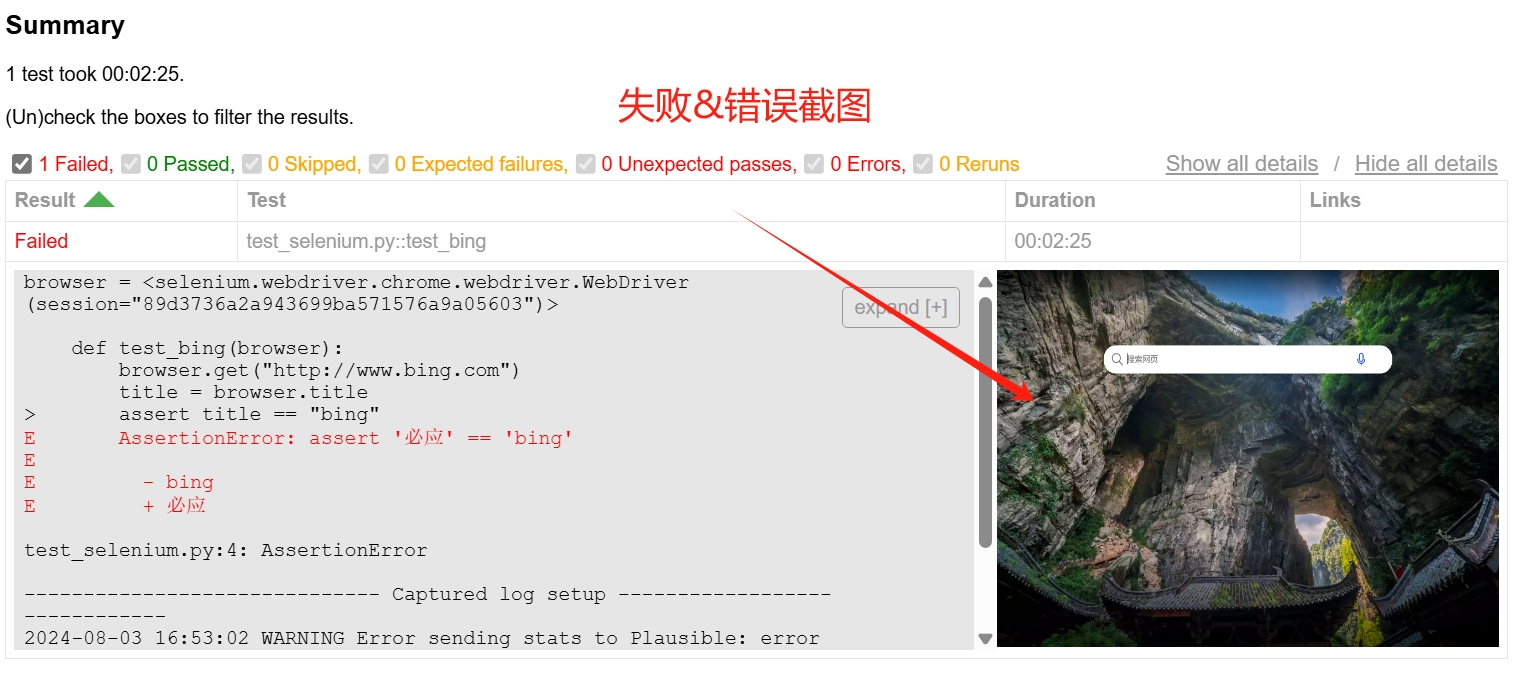 Summary
1 test took 00:02:25.
失败&错误截图
(Un)check the boxes to filter the results.
1 Failed, 0 Passed, 0 Skipped, 0 Expected failures, 0 Unexpected passes, 0 Errors, 0 Reruns Show all details / Hide all details
Result Test Duration Links
Failed test_selenium.py::test_bing 00:02:25
browser = <selenium.webdriver.chrome.webdriver.WebDriver
(session="89d3736a2a943699ba571576a9a05603")>
expand [+]
def test_bing(browser):
browser.get("http://www.bing.com")
title = browser.title
> assert title == "bing"
E AssertionError: assert '必应' == 'bing'
E
E - bing
E + 必应
test_selenium.py:4: AssertionError
------------------------------ Captured log setup ------------------
------------
2024-08-03 16:53:02 WARNING Error sending stats to Plausible: error
搜索网页